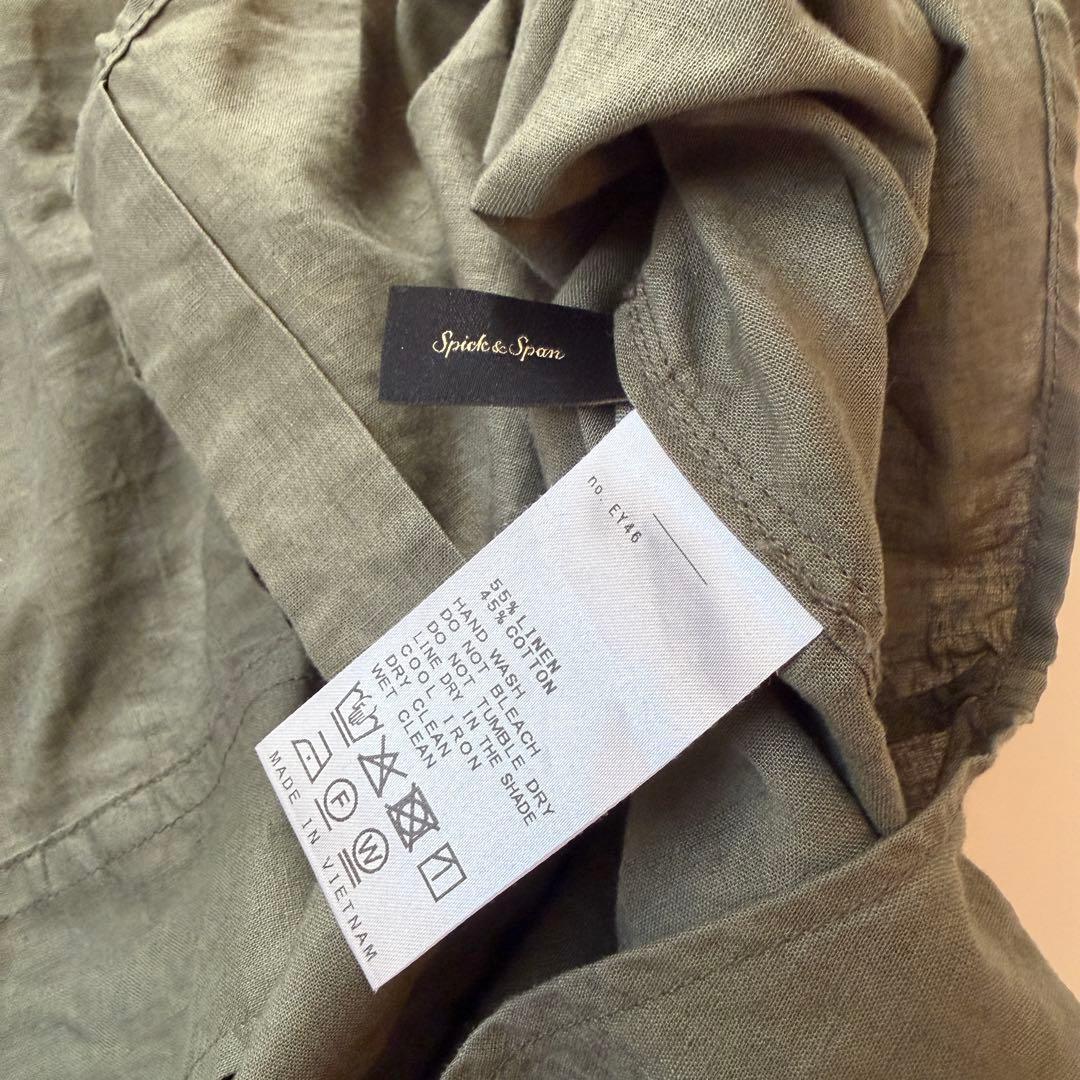 Spick & Span
no. EY46
55% LINEN
45% COTTON
HAND WASH
DO NOT BLEACH
DO NOT TUMBLE DRY
LINE DRY IN THE SHADE
COOL IRON
DRY CLEAN
WET CLEAN
F
W
MADE IN VIETNAM